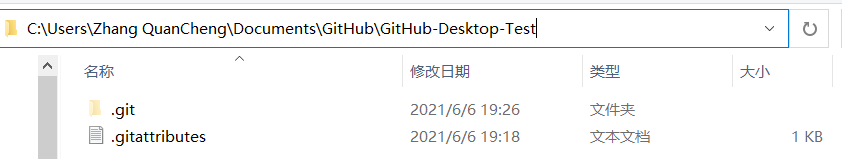 C:\Users\Zhang QuanCheng\Documents\GitHub\GitHub-Desktop-Test
名称 修改日期 类型 大小
.git 2021/6/6 19:26 文件夹
.gitattributes 2021/6/6 19:18 文本文档 1 KB